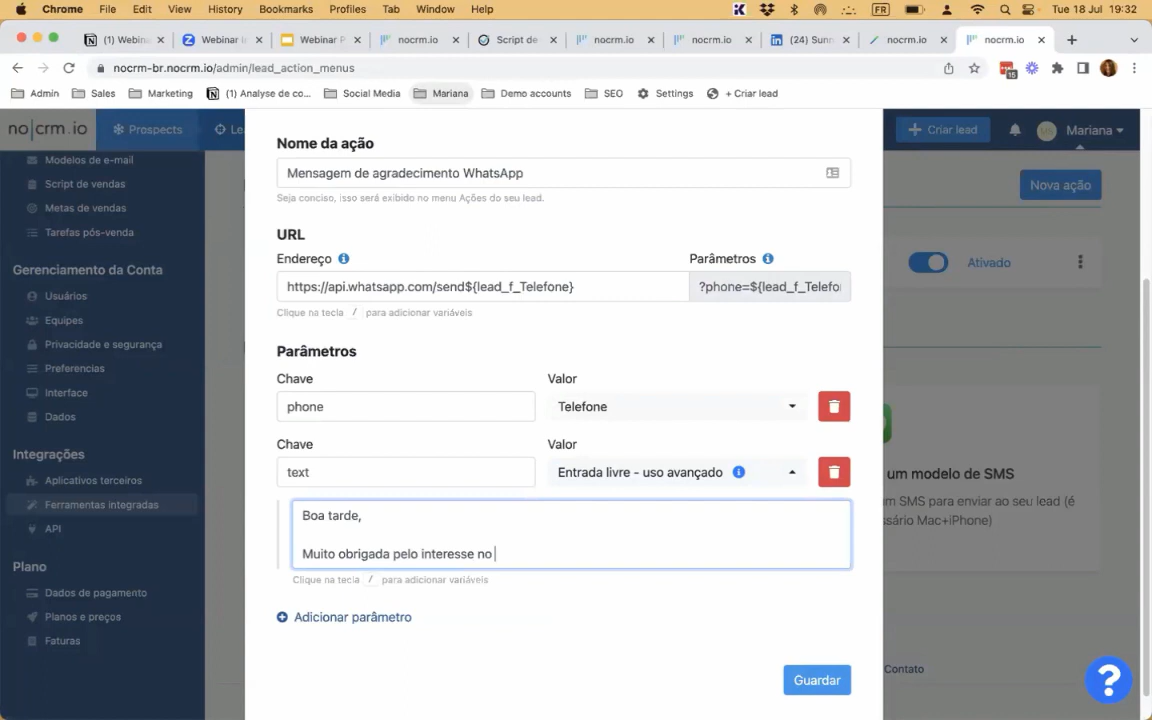 Chrome File Edit View History Bookmarks Profiles Tab Window Help FR Tue 18 Jul 19:32
(1) Webina Webinar I Webinar P nocrm.io Script de nocrm.io nocrm.io (24) Sunr nocrm.io nocrm.io
nocrm-br.nocrm.io/admin/lead_action_menus 15
Admin Sales Marketing (1) Analyse de co... Social Media Mariana Demo accounts SEO Settings + Criar lead
no|crm.io Prospects Le Criar lead Mariana
Modelos de e-mail
Script de vendas
Metas de vendas
Tarefas pós-venda
Gerenciamento da Conta
Usuários
Equipes
Privacidade e segurança
Preferencias
Interface
Dados
Integrações
Aplicativos terceiros
Ferramentas integradas
API
Plano
Dados de pagamento
Planos e preços
Faturas
Nome da ação
Mensagem de agradecimento WhatsApp
Seja conciso, isso será exibido no menu Ações do seu lead.
URL
Endereço Parâmetros
https://api.whatsapp.com/send${lead_f_Telefone} ?phone=${lead_f_Telefo
Clique na tecla / para adicionar variáveis
Parâmetros
Chave Valor
phone Telefone
Chave Valor
text Entrada livre - uso avançado
Boa tarde,
Muito obrigada pelo interesse no
Clique na tecla / para adicionar variáveis
Adicionar parâmetro
Guardar
Nova ação
Ativado
um modelo de SMS
m SMS para enviar ao seu lead (é
ssário Mac+iPhone)
Contato
?